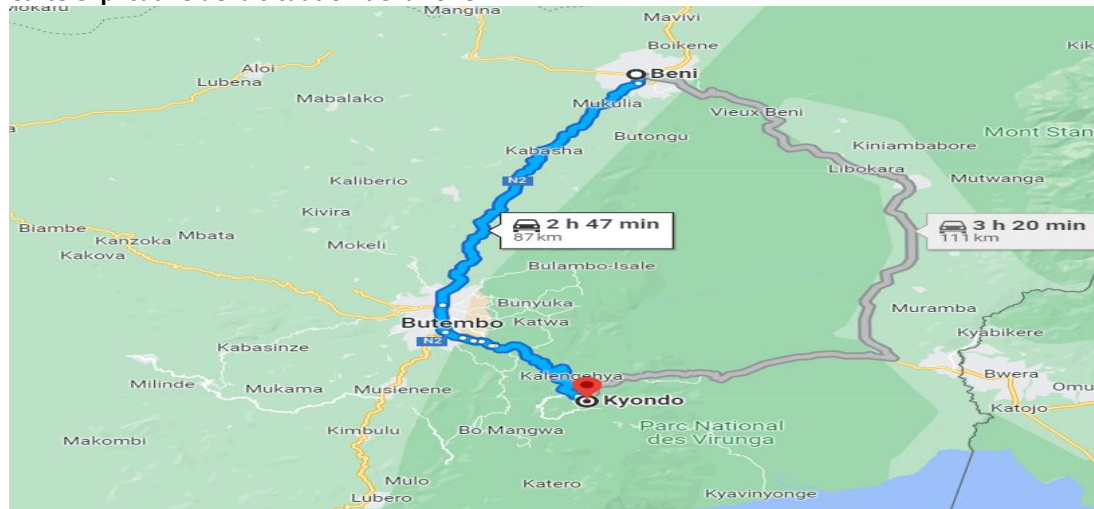 Mangina
Mavivi
Boikene
Kik
Aloi
Lubena
Beni
Mabalako
Mukulia
Vieux Beni
Butongu
Mont Stan
Kabasha
Kiniambabore
Libokara
Kaliberio
N2
Mutwanga
Kivira
2 h 47 min
87 km
3 h 20 min
111 km
Biambe
Kanzoka
Mbata
Kakova
Mokeli
Bulambo-Isale
Bunyuka
Muramba
Butembo
Katwa
Kyabikere
N2
Kabasinze
Kalengehya
Bwera
Milinde
Mukama
Musienene
Omu
Kyondo
Katojo
Kimbulu
Bo Mangwa
Parc National
des Virunga
Makombi
Mulo
Katero
Lubero
Kyavinyonge